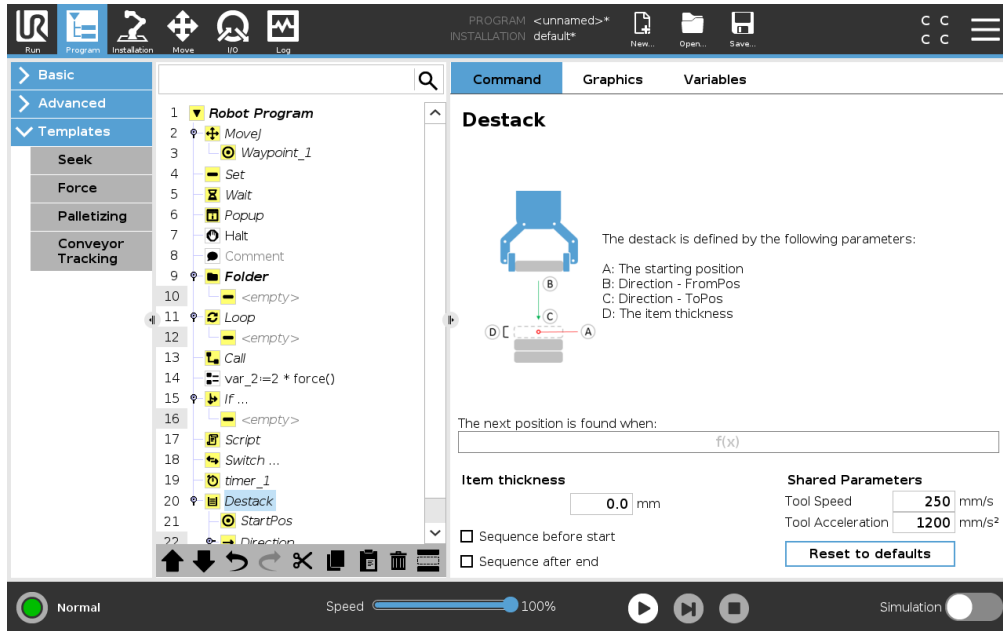 PROGRAM <unnamed>*
INSTALLATION default*
UR
Run
Program
Installation
Move
I/O
Log
New...
Open...
Save...
C C
C C
Basic
Advanced
Templates
Seek
Force
Palletizing
Conveyor
Tracking
1 Robot Program
2 MoveJ
3 Waypoint_1
4 Set
5 Wait
6 Popup
7 Halt
8 Comment
9 Folder
10 <empty>
11 Loop
12 <empty>
13 Call
14 var_2:=2 * force()
15 If ...
16 <empty>
17 Script
18 Switch ...
19 timer_1
20 Destack
21 StartPos
22 Direction
Command Graphics Variables
Destack
B
C
D
A
The destack is defined by the following parameters:
A: The starting position
B: Direction - FromPos
C: Direction - ToPos
D: The item thickness
The next position is found when:
f(x)
Item thickness
0.0 mm
Sequence before start
Sequence after end
Shared Parameters
Tool Speed 250 mm/s
Tool Acceleration 1200 mm/s²
Reset to defaults
Normal
Speed 100%
Simulation